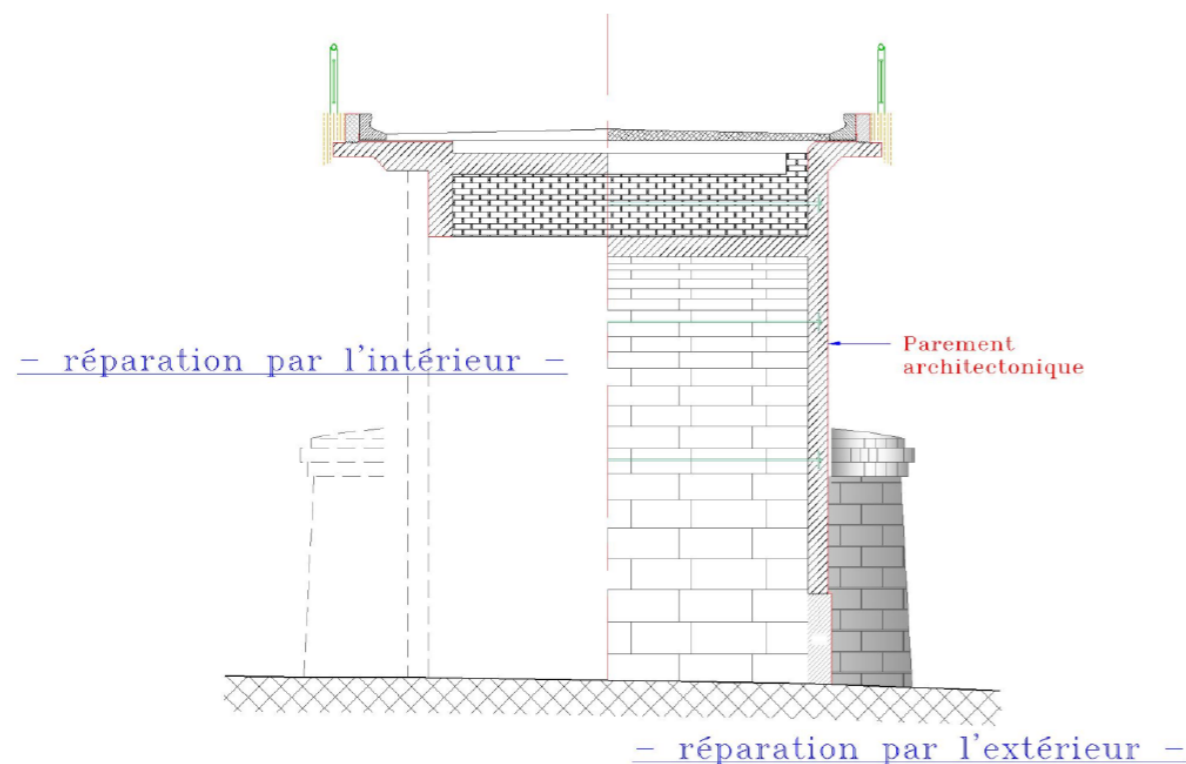 - réparation par l'intérieur -
Parement
architectonique
- réparation par l'extérieur -